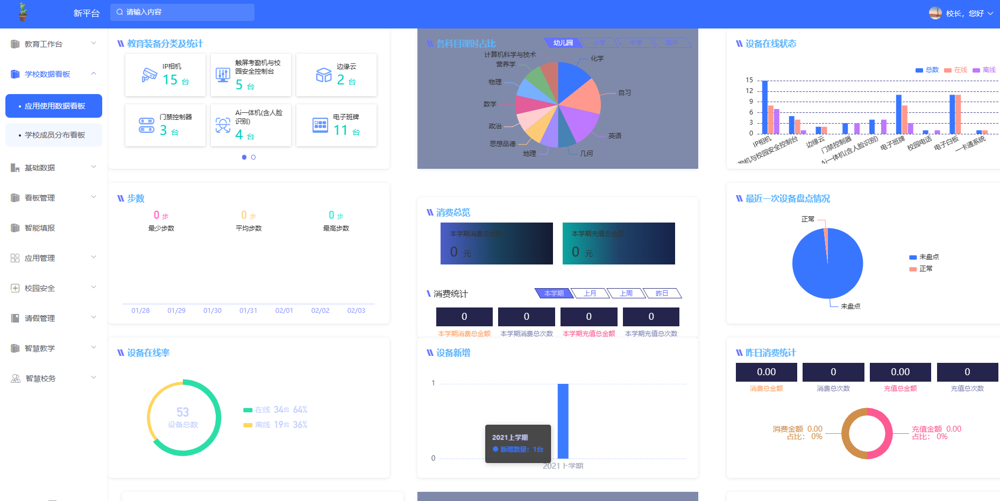 新平台
请输入内容
校长，您好
教育工作台
学校数据看板
应用使用数据看板
学校成员分布看板
基础数据
看板管理
智能填报
应用管理
校园安全
请假管理
智慧教学
智慧校务
教育装备分类及统计
IP相机
15 台
触屏考勤机与校
园安全控制台
5 台
边缘云
2 台
门禁控制器
3 台
Ai一体机(含人脸
识别)
4 台
电子班牌
11 台
各科目课时占比
幼儿园 小学 中学 高中
计算机科学与技术
化学
营养学
物理
自习
数学
政治
英语
思想品德
地理
几何
设备在线状态
总数 在线 离线
15
12
9
6
3
0
IP相机
勤机与校园安全控制台
边缘云
门禁控制器
Ai一体机(含人脸识别)
电子班牌
校园电话
电子白板
一卡通系统
步数
0 步
最少步数
0 步
平均步数
0 步
最高步数
01/28 01/29 01/30 01/31 02/01 02/02 02/03
消费总览
本学期消费总金额
0 元
本学期充值总金额
0 元
消费统计
本学期 上月 上周 昨日
0 0 0 0
本学期消费总金额 本学期消费总次数 本学期充值总金额 本学期充值总次数
最近一次设备盘点情况
正常
未盘点
未盘点
正常
设备在线率
53
设备总数
在线 34台 64%
离线 19台 36%
设备新增
1
0
2021上学期
新增数量：1台
2021上学期
昨日消费统计
0.00 0 0.00 0
消费总金额 消费总次数 充值总金额 充值总次数
消费金额 0.00
占比： 0%
充值金额 0.00
占比： 0%